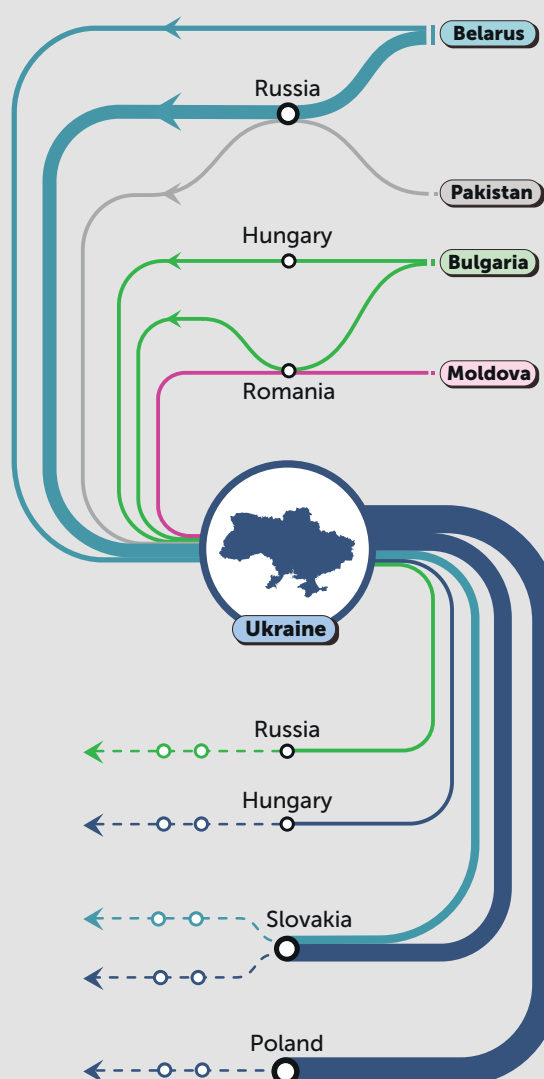 Belarus
Russia
Pakistan
Hungary
Bulgaria
Moldova
Romania
Ukraine
Russia
Hungary
Slovakia
Poland